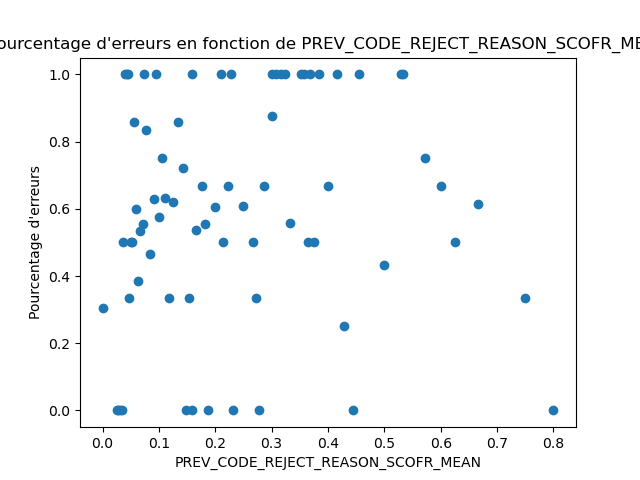 ourcentage d'erreurs en fonction de PREV_CODE_REJECT_REASON_SCOFR_ME
Pourcentage d'erreurs
1.0
0.8
0.6
0.4
0.2
0.0
0.0 0.1 0.2 0.3 0.4 0.5 0.6 0.7 0.8
PREV_CODE_REJECT_REASON_SCOFR_MEAN